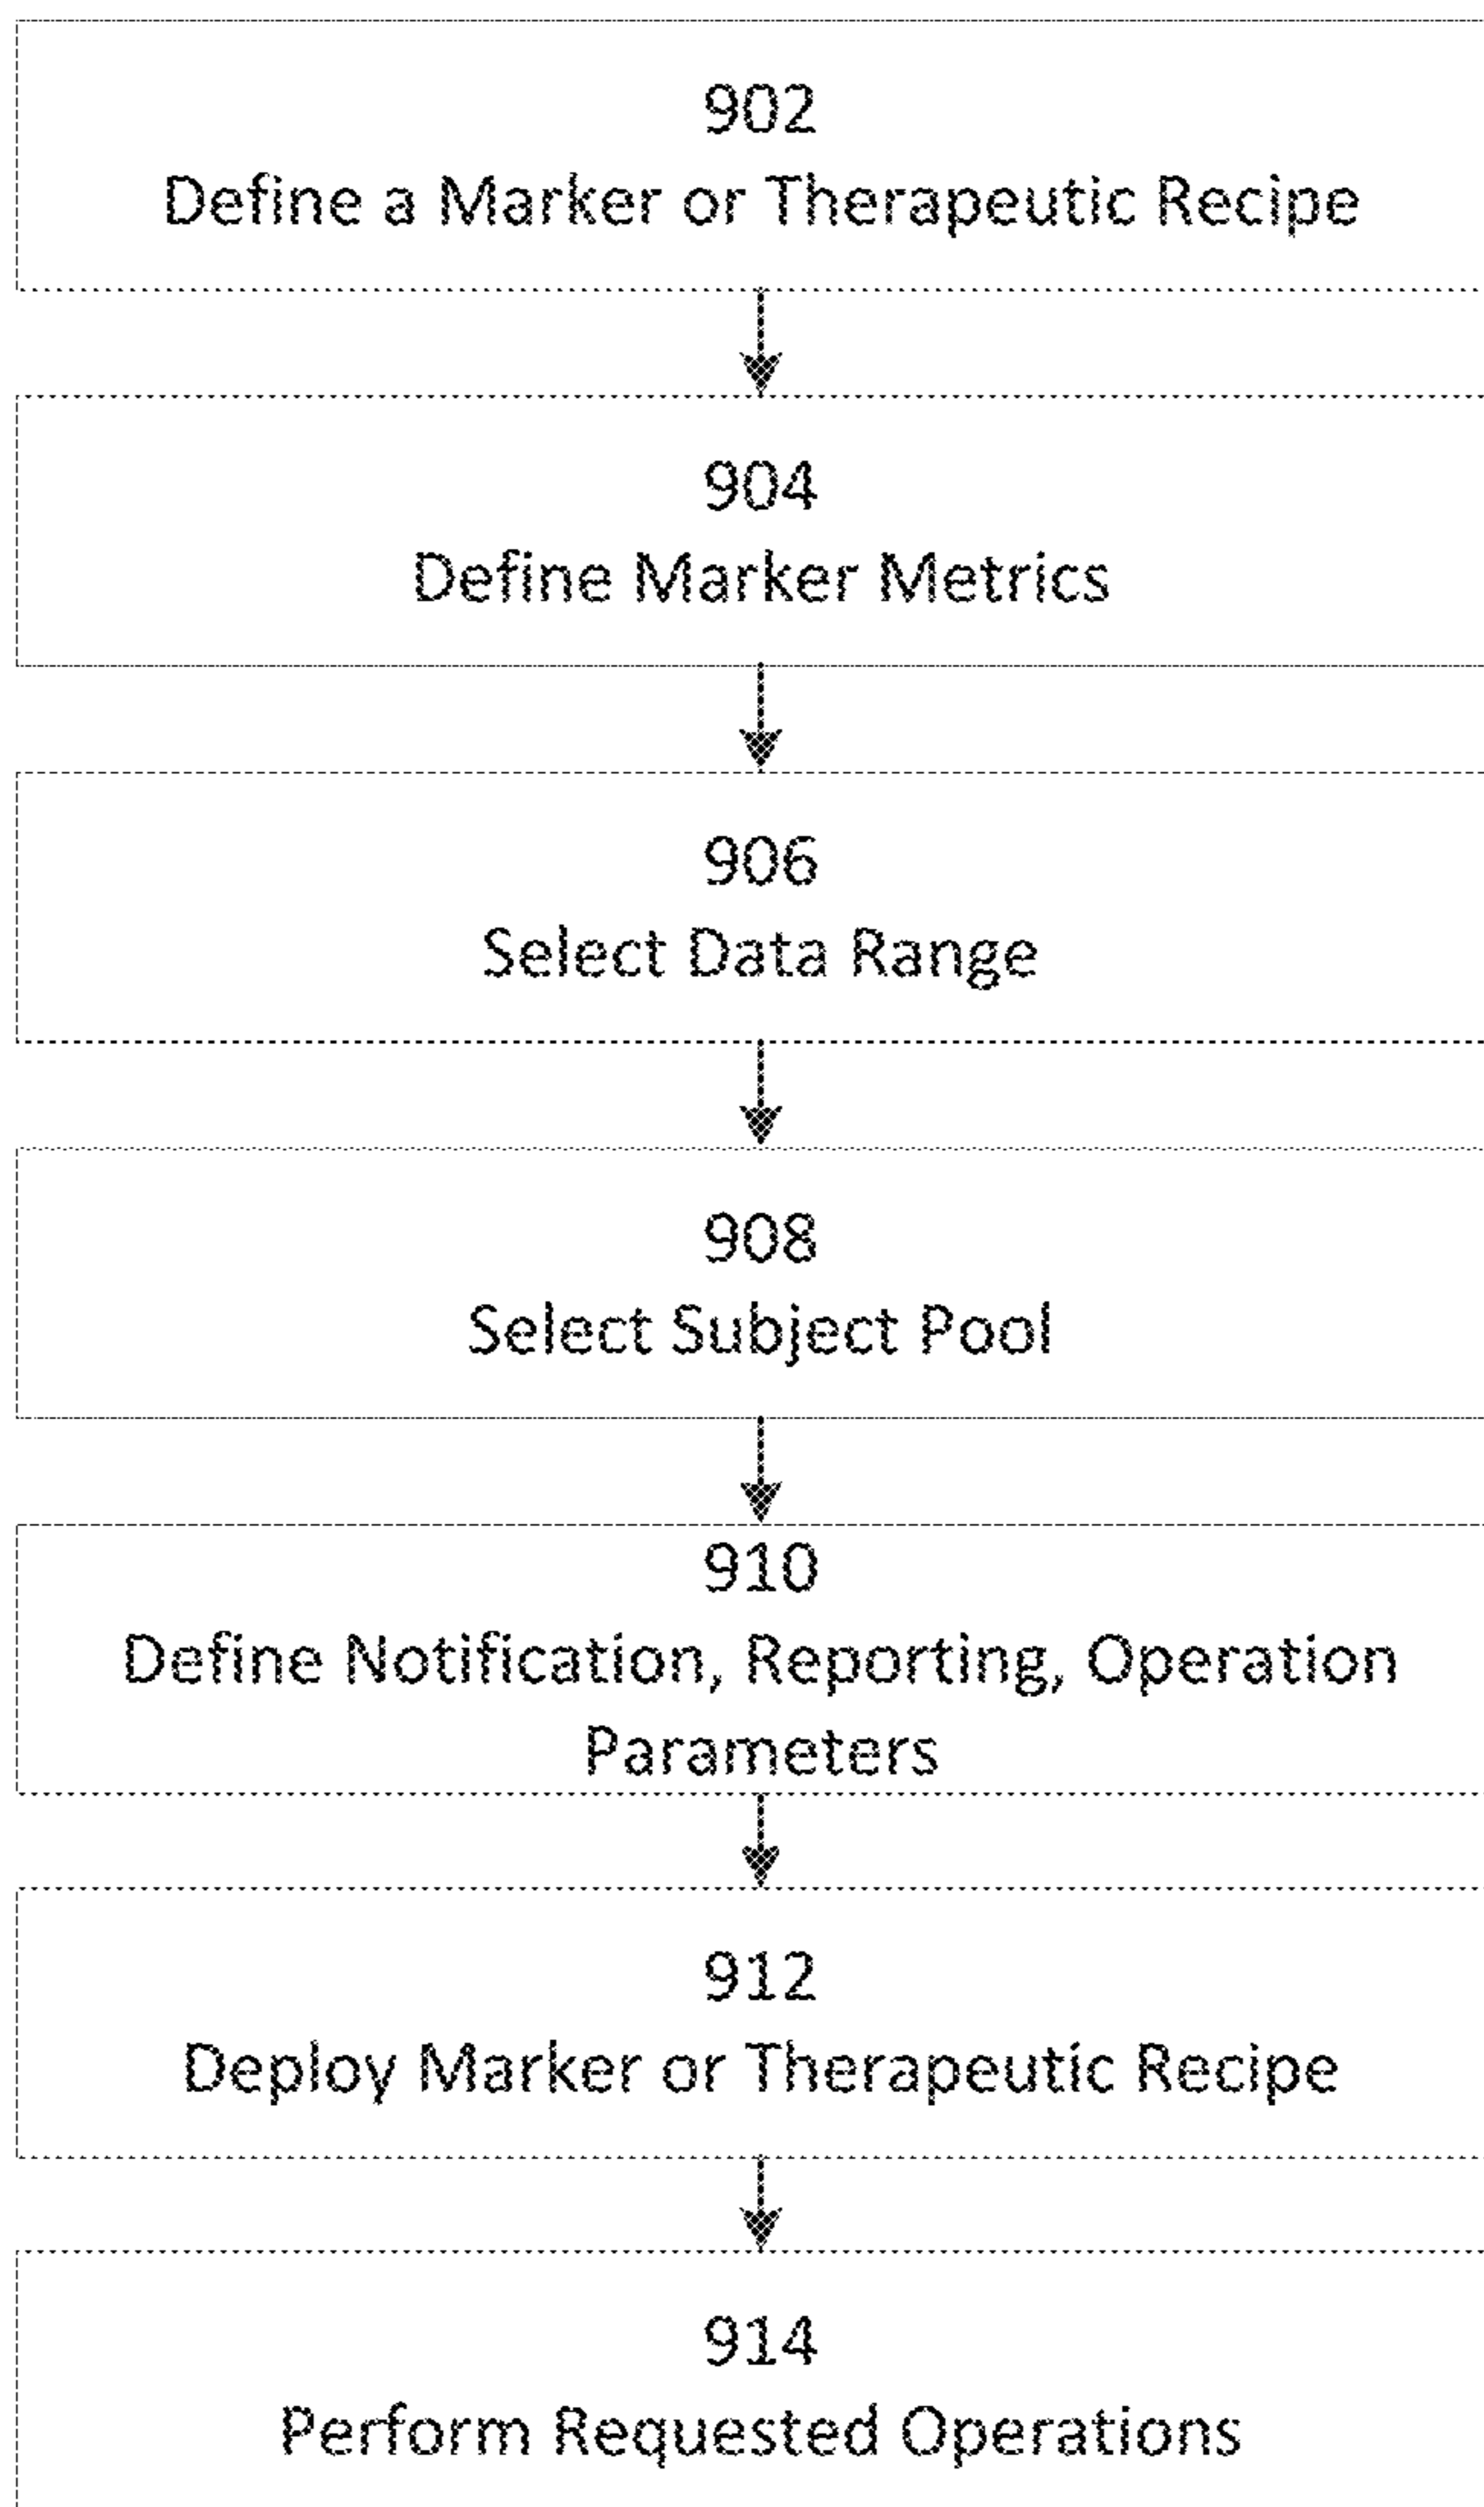 902
Define a Marker or Therapeutic Recipe
904
Define Marker Metrics
906
Select Data Range
908
Select Subject Pool
910
Define Notification, Reporting, Operation
Parameters
912
Deploy Marker or Therapeutic Recipe
914
Perform Requested Operations